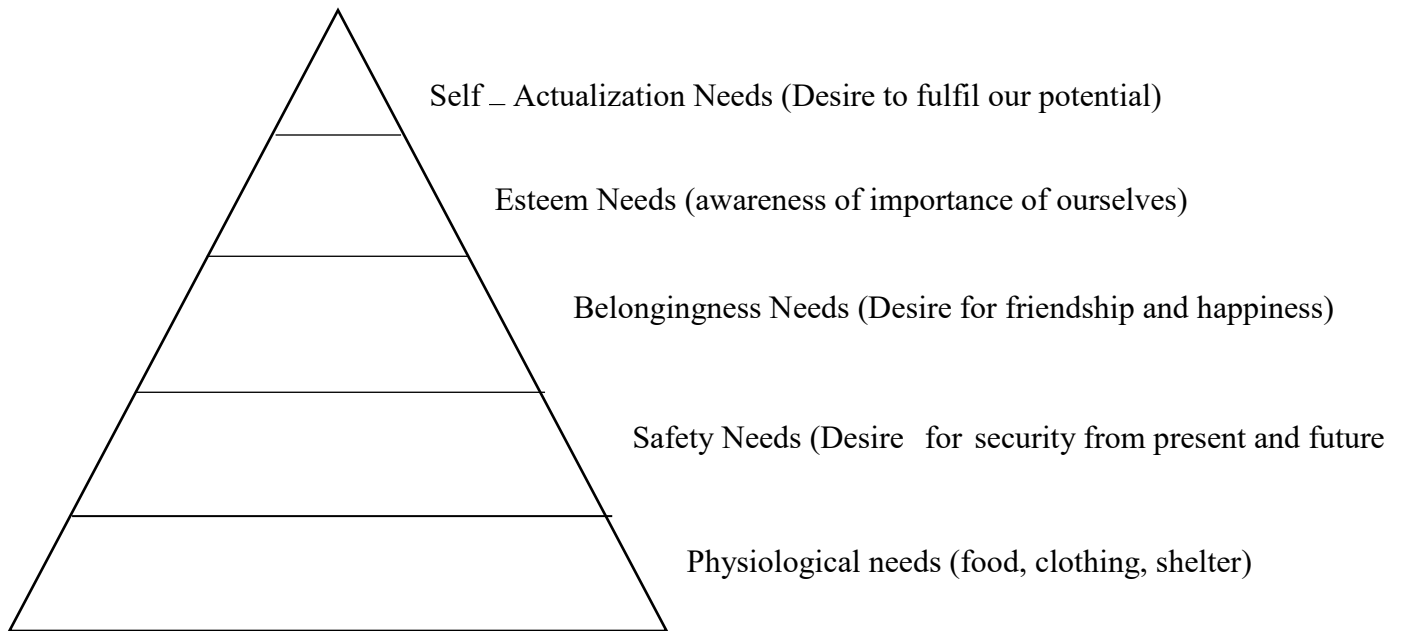 Self – Actualization Needs (Desire to fulfil our potential)
Esteem Needs (awareness of importance of ourselves)
Belongingness Needs (Desire for friendship and happiness)
Safety Needs (Desire for security from present and future
Physiological needs (food, clothing, shelter)